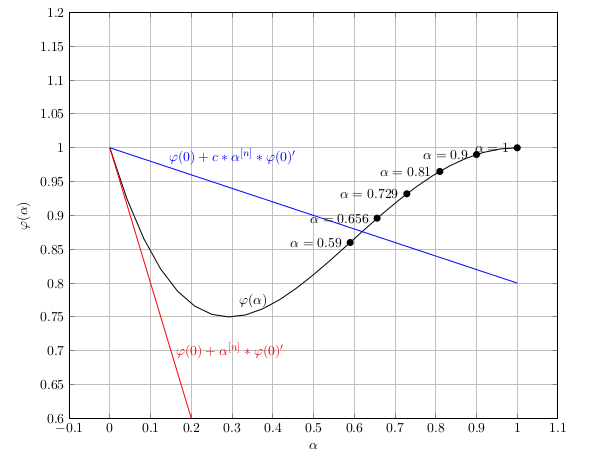 1.2
1.15
1.1
1.05
1
0.95
0.9
0.85
0.8
0.75
0.7
0.65
0.6
−0.1
0
0.1
0.2
0.3
0.4
0.5
0.6
0.7
0.8
0.9
1
1.1
α
φ(α)
φ(0) + c ∗ α^[n] ∗ φ(0)′
α = 1
α = 0.9
α = 0.81
α = 0.729
α = 0.656
α = 0.59
φ(α)
φ(0) + α^[n] ∗ φ(0)′